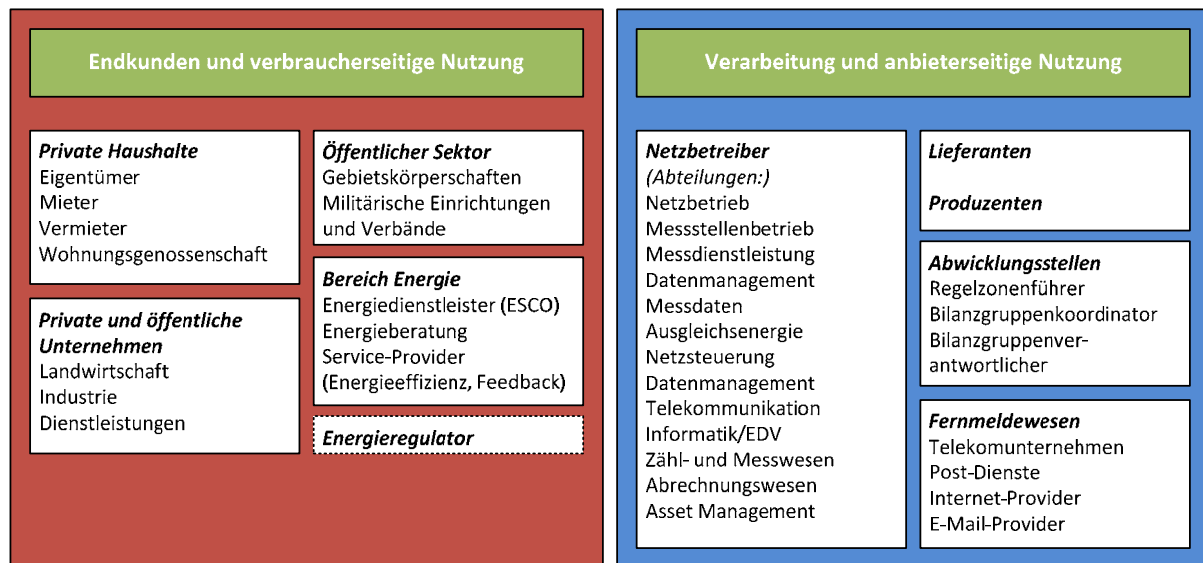 Endkunden und verbraucherseitige Nutzung
Private Haushalte
Eigentümer
Mieter
Vermieter
Wohnungsgenossenschaft
Private und öffentliche
Unternehmen
Landwirtschaft
Industrie
Dienstleistungen
Öffentlicher Sektor
Gebietskörperschaften
Militärische Einrichtungen
und Verbände
Bereich Energie
Energiedienstleister (ESCO)
Energieberatung
Service-Provider
(Energieeffizienz, Feedback)
Energieregulator
Verarbeitung und anbieterseitige Nutzung
Netzbetreiber
(Abteilungen:)
Netzbetrieb
Messstellenbetrieb
Messdienstleistung
Datenmanagement
Messdaten
Ausgleichsenergie
Netzsteuerung
Datenmanagement
Telekommunikation
Informatik/EDV
Zähl- und Messwesen
Abrechnungswesen
Asset Management
Lieferanten
Produzenten
Abwicklungsstellen
Regelzonenführer
Bilanzgruppenkoordinator
Bilanzgruppenver-
antwortlicher
Fernmeldewesen
Telekomunternehmen
Post-Dienste
Internet-Provider
E-Mail-Provider